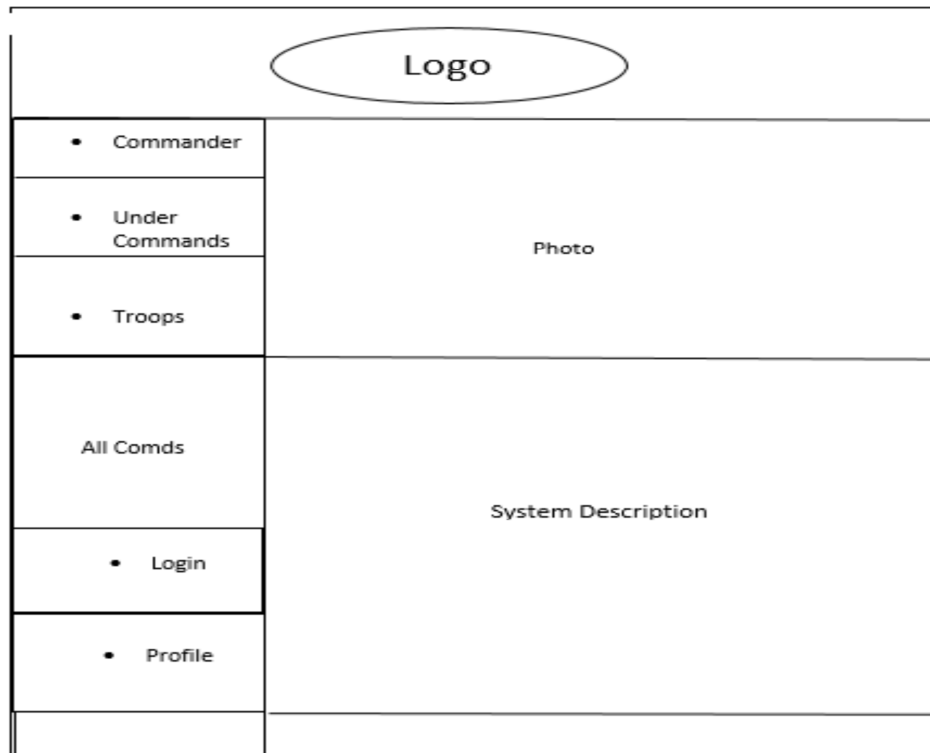 Logo
• Commander
• Under
Commands
• Troops
Photo
All Comds
System Description
• Login
• Profile